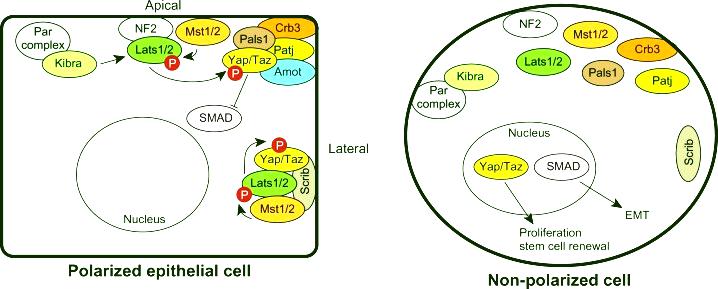 Apical
Par
complex
Kibra
NF2
Lats1/2
P
Mst1/2
Crb3
Pals1
Patj
Yap/Taz
P
Amot
SMAD
Lateral
P
Yap/Taz
Scrib
Lats1/2
P
Mst1/2
Nucleus
Polarized epithelial cell
NF2
Mst1/2
Crb3
Lats1/2
Pals1
Patj
Kibra
Par
complex
Scrib
Nucleus
Yap/Taz
SMAD
EMT
Proliferation
stem cell renewal
Non-polarized cell